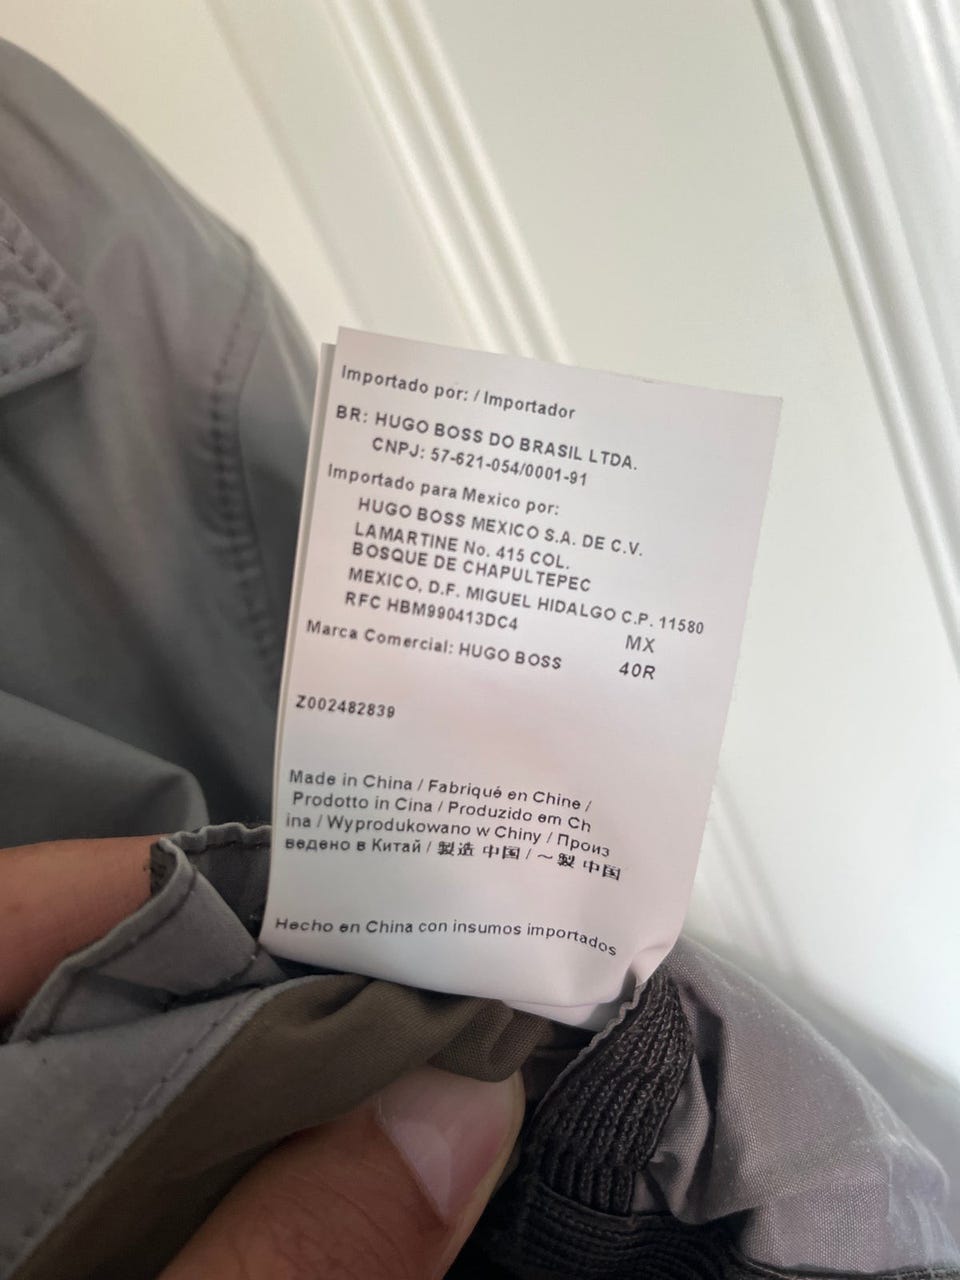 Importado por: / Importador
BR: HUGO BOSS DO BRASIL LTDA.
CNPJ: 57-621-054/0001-91
Importado para Mexico por:
HUGO BOSS MEXICO S.A. DE C.V.
LAMARTINE No. 415 COL.
BOSQUE DE CHAPULTEPEC
MEXICO, D.F. MIGUEL HIDALGO C.P. 11580
RFC HBM990413DC4 MX
Marca Comercial: HUGO BOSS 40R
Z002482839
Made in China / Fabriqué en Chine /
Prodotto in Cina / Produzido em Ch
ina / Wyprodukowano w Chiny / Произ
ведено в Китай / 製造 中国 / ~製 中国
Hecho en China con insumos importados